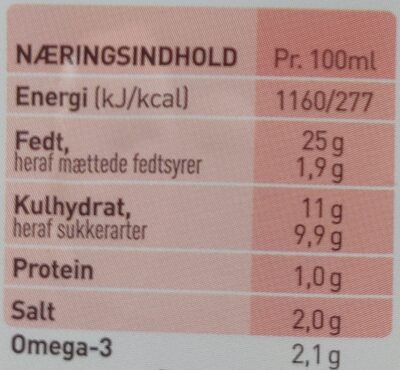 NÆRINGSINDHOLD Pr. 100ml
Energi (kJ/kcal) 1160/277
Fedt, 25 g
heraf mættede fedtsyrer 1,9 g
Kulhydrat, 11 g
heraf sukkerarter 9,9 g
Protein 1,0 g
Salt 2,0 g
Omega-3 2,1 g